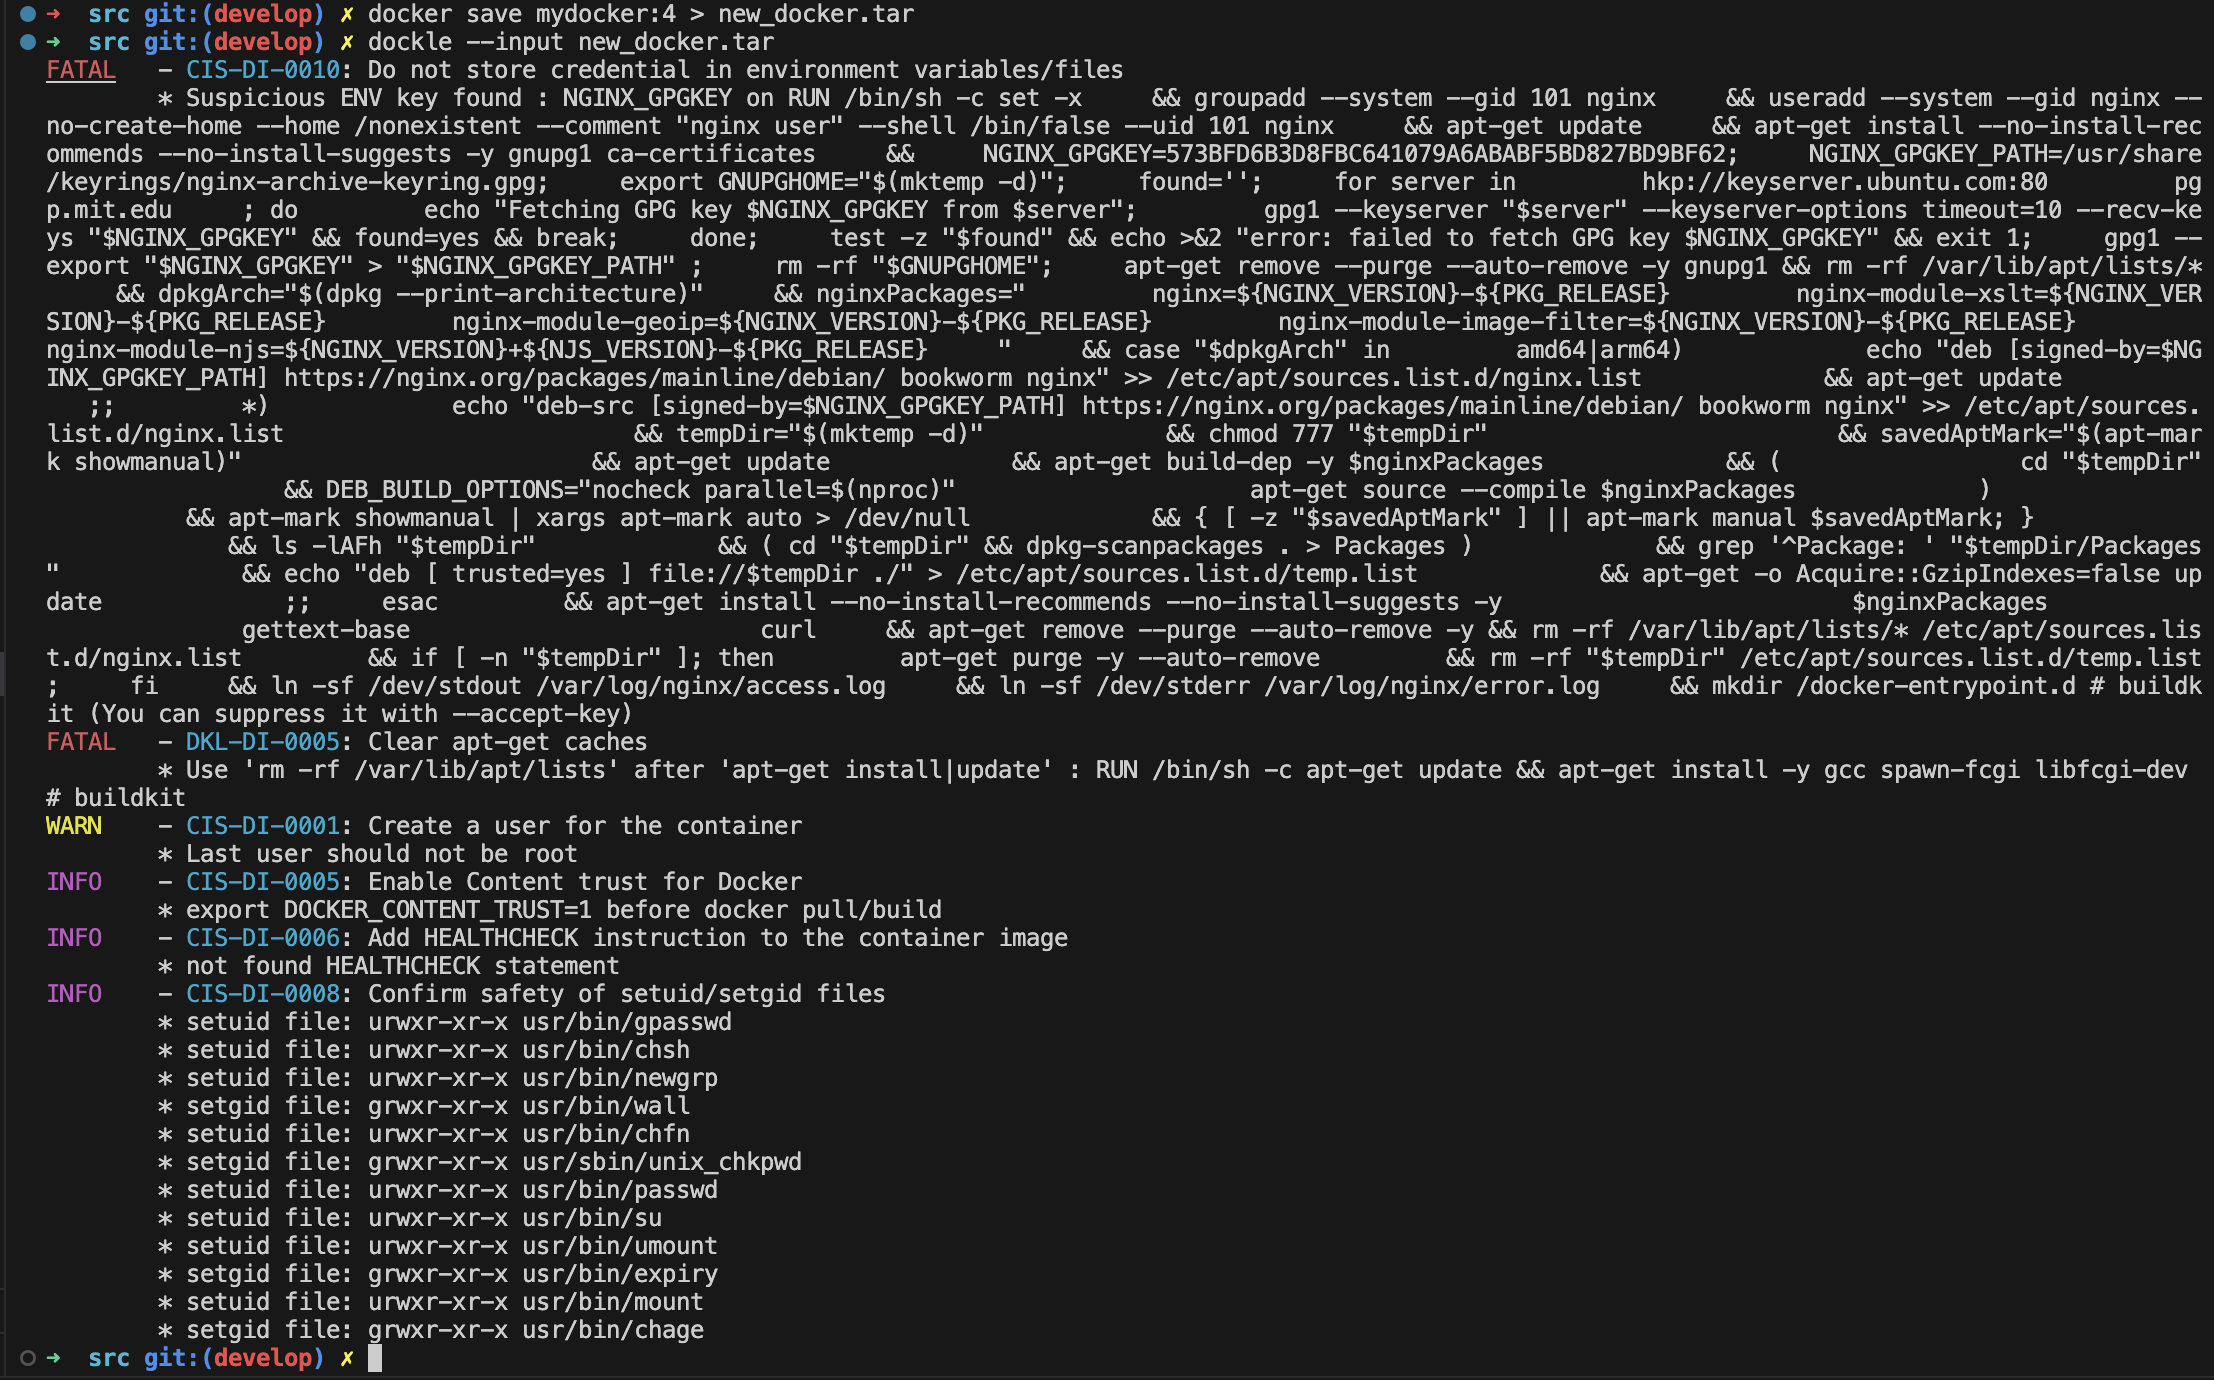 ➜ src git:(develop) ✗ docker save mydocker:4 > new_docker.tar
➜ src git:(develop) ✗ dockle --input new_docker.tar
FATAL - CIS-DI-0010: Do not store credential in environment variables/files
* Suspicious ENV key found : NGINX_GPGKEY on RUN /bin/sh -c set -x && groupadd --system --gid 101 nginx && useradd --system --gid nginx --
no-create-home --home /nonexistent --comment "nginx user" --shell /bin/false --uid 101 nginx && apt-get update && apt-get install --no-install-rec
ommends --no-install-suggests -y gnupg1 ca-certificates && NGINX_GPGKEY=573BFD6B3D8FBC641079A6ABABF5BD827BD9BF62; NGINX_GPGKEY_PATH=/usr/share
/keyrings/nginx-archive-keyring.gpg; export GNUPGHOME="$(mktemp -d)"; found=''; for server in hkp://keyserver.ubuntu.com:80 pg
p.mit.edu ; do echo "Fetching GPG key $NGINX_GPGKEY from $server"; gpg1 --keyserver "$server" --keyserver-options timeout=10 --recv-ke
ys "$NGINX_GPGKEY" && found=yes && break; done; test -z "$found" && echo >&2 "error: failed to fetch GPG key $NGINX_GPGKEY" && exit 1; gpg1 --
export "$NGINX_GPGKEY" > "$NGINX_GPGKEY_PATH" ; rm -rf "$GNUPGHOME"; apt-get remove --purge --auto-remove -y gnupg1 && rm -rf /var/lib/apt/lists/*
&& dpkgArch="$(dpkg --print-architecture)" && nginxPackages=" nginx=${NGINX_VERSION}-${PKG_RELEASE} nginx-module-xslt=${NGINX_VER
SION}-${PKG_RELEASE} nginx-module-geoip=${NGINX_VERSION}-${PKG_RELEASE} nginx-module-image-filter=${NGINX_VERSION}-${PKG_RELEASE}
nginx-module-njs=${NGINX_VERSION}+${NJS_VERSION}-${PKG_RELEASE} " && case "$dpkgArch" in amd64|arm64) echo "deb [signed-by=$NG
INX_GPGKEY_PATH] https://nginx.org/packages/mainline/debian/ bookworm nginx" >> /etc/apt/sources.list.d/nginx.list && apt-get update
;; *) echo "deb-src [signed-by=$NGINX_GPGKEY_PATH] https://nginx.org/packages/mainline/debian/ bookworm nginx" >> /etc/apt/sources.
list.d/nginx.list && tempDir="$(mktemp -d)" && chmod 777 "$tempDir" && savedAptMark="$(apt-mar
k showmanual)" && apt-get update && apt-get build-dep -y $nginxPackages && ( cd "$tempDir"
&& DEB_BUILD_OPTIONS="nocheck parallel=$(nproc)" apt-get source --compile $nginxPackages )
&& apt-mark showmanual | xargs apt-mark auto > /dev/null && { [ -z "$savedAptMark" ] || apt-mark manual $savedAptMark; }
&& ls -lAFh "$tempDir" && ( cd "$tempDir" && dpkg-scanpackages . > Packages ) && grep '^Package: ' "$tempDir/Packages
" && echo "deb [ trusted=yes ] file://$tempDir ./" > /etc/apt/sources.list.d/temp.list && apt-get -o Acquire::GzipIndexes=false up
date ;; esac && apt-get install --no-install-recommends --no-install-suggests -y $nginxPackages
gettext-base curl && apt-get remove --purge --auto-remove -y && rm -rf /var/lib/apt/lists/* /etc/apt/sources.lis
t.d/nginx.list && if [ -n "$tempDir" ]; then apt-get purge -y --auto-remove && rm -rf "$tempDir" /etc/apt/sources.list.d/temp.list
; fi && ln -sf /dev/stdout /var/log/nginx/access.log && ln -sf /dev/stderr /var/log/nginx/error.log && mkdir /docker-entrypoint.d # buildk
it (You can suppress it with --accept-key)
FATAL - DKL-DI-0005: Clear apt-get caches
* Use 'rm -rf /var/lib/apt/lists' after 'apt-get install|update' : RUN /bin/sh -c apt-get update && apt-get install -y gcc spawn-fcgi libfcgi-dev
# buildkit
WARN - CIS-DI-0001: Create a user for the container
* Last user should not be root
INFO - CIS-DI-0005: Enable Content trust for Docker
* export DOCKER_CONTENT_TRUST=1 before docker pull/build
INFO - CIS-DI-0006: Add HEALTHCHECK instruction to the container image
* not found HEALTHCHECK statement
INFO - CIS-DI-0008: Confirm safety of setuid/setgid files
* setuid file: urwxr-xr-x usr/bin/gpasswd
* setuid file: urwxr-xr-x usr/bin/chsh
* setuid file: urwxr-xr-x usr/bin/newgrp
* setgid file: grwxr-xr-x usr/bin/wall
* setuid file: urwxr-xr-x usr/bin/chfn
* setgid file: grwxr-xr-x usr/sbin/unix_chkpwd
* setuid file: urwxr-xr-x usr/bin/passwd
* setuid file: urwxr-xr-x usr/bin/su
* setuid file: urwxr-xr-x usr/bin/umount
* setgid file: grwxr-xr-x usr/bin/expiry
* setuid file: urwxr-xr-x usr/bin/mount
* setgid file: grwxr-xr-x usr/bin/chage
➜ src git:(develop) ✗